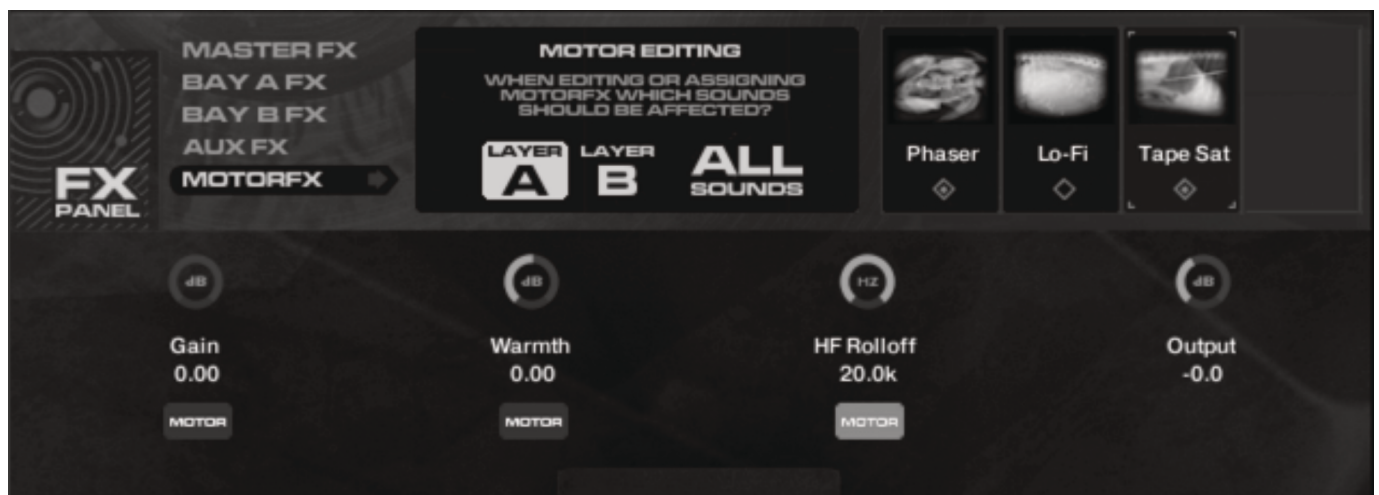 FX
PANEL
MASTER FX
BAY A FX
BAY B FX
AUX FX
MOTORFX
MOTOR EDITING
WHEN EDITING OR ASSIGNING
MOTORFX WHICH SOUNDS
SHOULD BE AFFECTED?
LAYER
A
LAYER
B
ALL
SOUNDS
Phaser
Lo-Fi
Tape Sat
dB
dB
HZ
dB
Gain
Warmth
HF Rolloff
Output
0.00
0.00
20.0k
-0.0
MOTOR
MOTOR
MOTOR